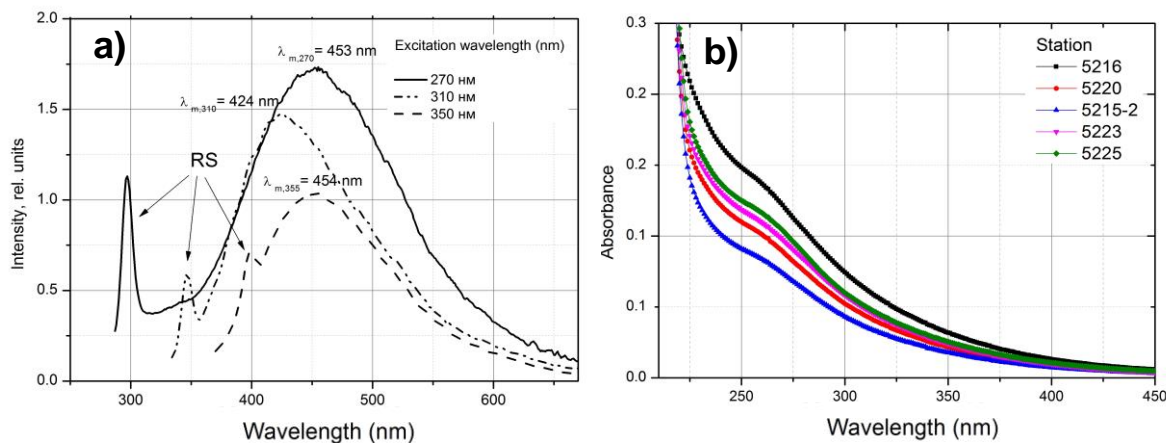 a)
λ m,270 = 453 nm
Excitation wavelength (nm)
270 нм
310 нм
350 нм
λ m,310 = 424 nm
RS
λ m,355 = 454 nm
Intensity, rel. units
2.0
1.5
1.0
0.5
0.0
300
400
500
600
Wavelength (nm)
b)
Station
5216
5220
5215-2
5223
5225
Absorbance
0.3
0.2
0.2
0.1
0.1
0.0
250
300
350
400
450
Wavelength (nm)